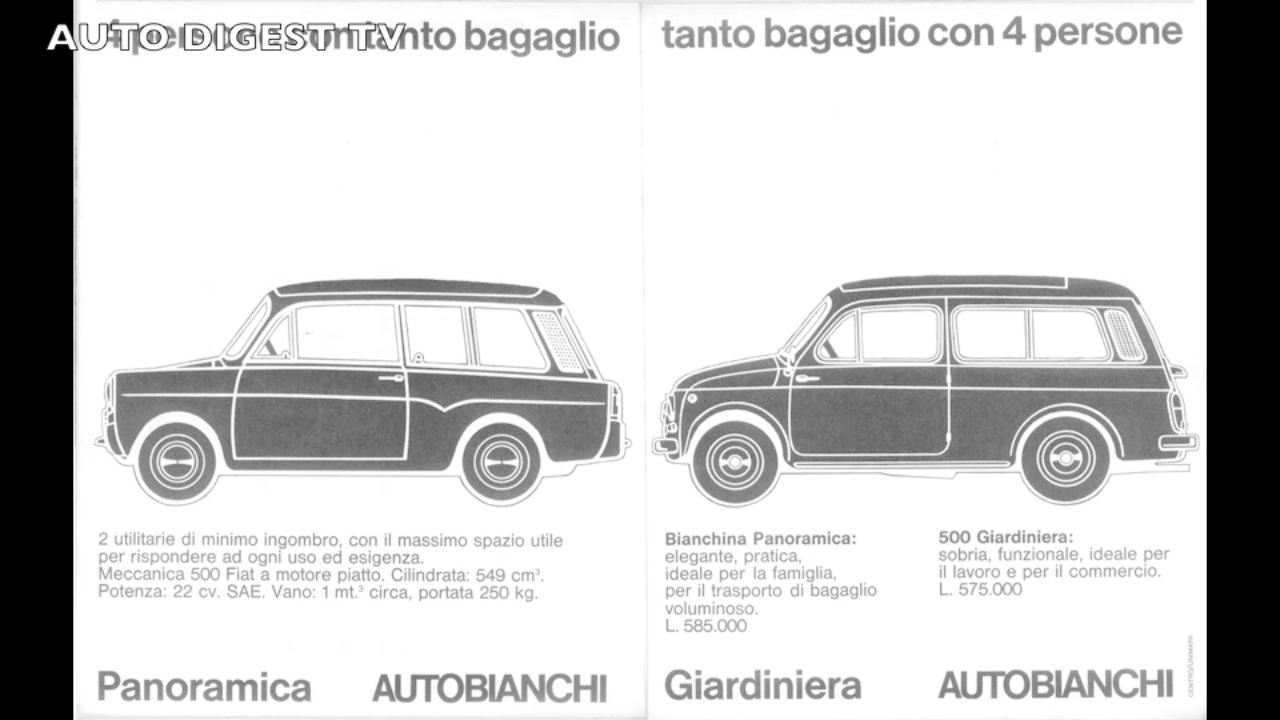 AUTO DIGEST TV
tanto bagaglio
tanto bagaglio con 4 persone
2 utilitarie di minimo ingombro, con il massimo spazio utile
per rispondere ad ogni uso ed esigenza.
Meccanica 500 Fiat a motore piatto. Cilindrata: 549 cm³.
Potenza: 22 cv. SAE. Vano: 1 mt.³ circa, portata 250 kg.
Panoramica
AUTOBIANCHI
Bianchina Panoramica:
elegante, pratica,
ideale per la famiglia,
per il trasporto di bagaglio
voluminoso.
L. 585.000
500 Giardiniera:
sobria, funzionale, ideale per
il lavoro e per il commercio.
L. 575.000
Giardiniera
AUTOBIANCHI
CENTRO/UNIMARK